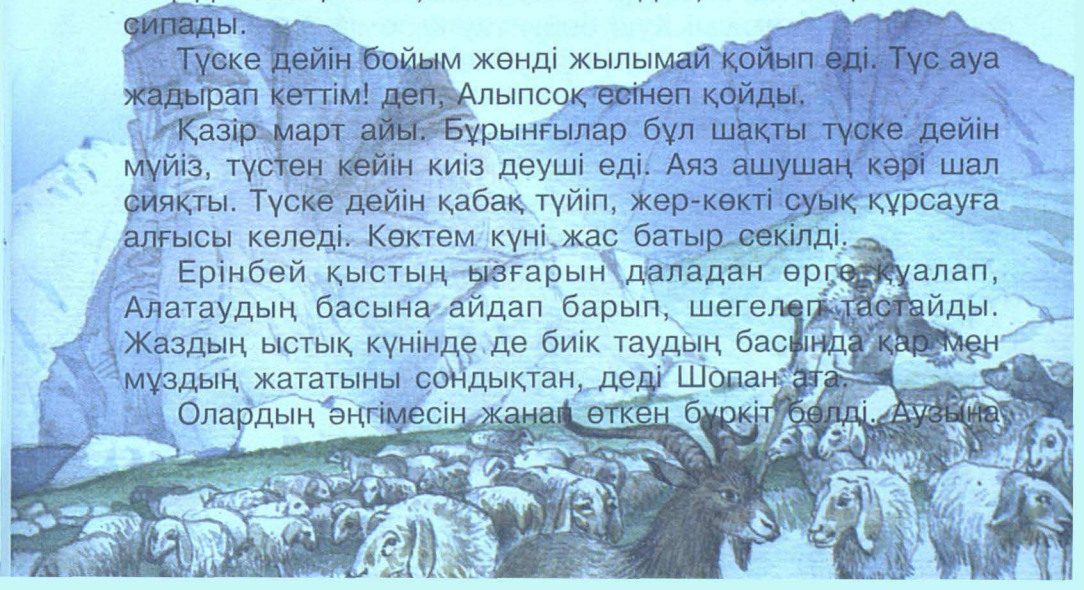 сипады.
Түске дейін бойым жөнді жылымай қойып еді. Түс ауа
жадырап кеттім! деп, Алыпсоқ есінеп қойды.
Қазір март айы. Бұрынғылар бұл шақты түске дейін
мүйіз, түстен кейін киіз деуші еді. Аяз ашушаң кәрі шал
сияқты. Түске дейін қабақ түйіп, жер-көкті суық құрсауға
алғысы келеді. Көктем күні жас батыр секілді.
Ерінбей қыстың ызғарын даладан өрге қуалап,
Алатаудың басына айдап барып, шегелеп тастайды.
Жаздың ыстық күнінде де биік таудың басында қар мен
мұздың жататыны сондықтан, деді Шопан ата.
Олардың әңгімесін жанап өткен бүркіт бөлді. Аузына